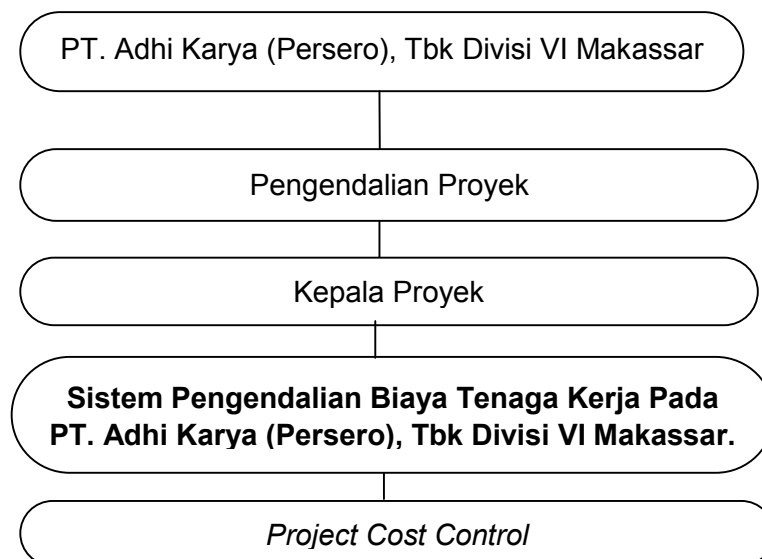 PT. Adhi Karya (Persero), Tbk Divisi VI Makassar
Pengendalian Proyek
Kepala Proyek
Sistem Pengendalian Biaya Tenaga Kerja Pada
PT. Adhi Karya (Persero), Tbk Divisi VI Makassar.
Project Cost Control